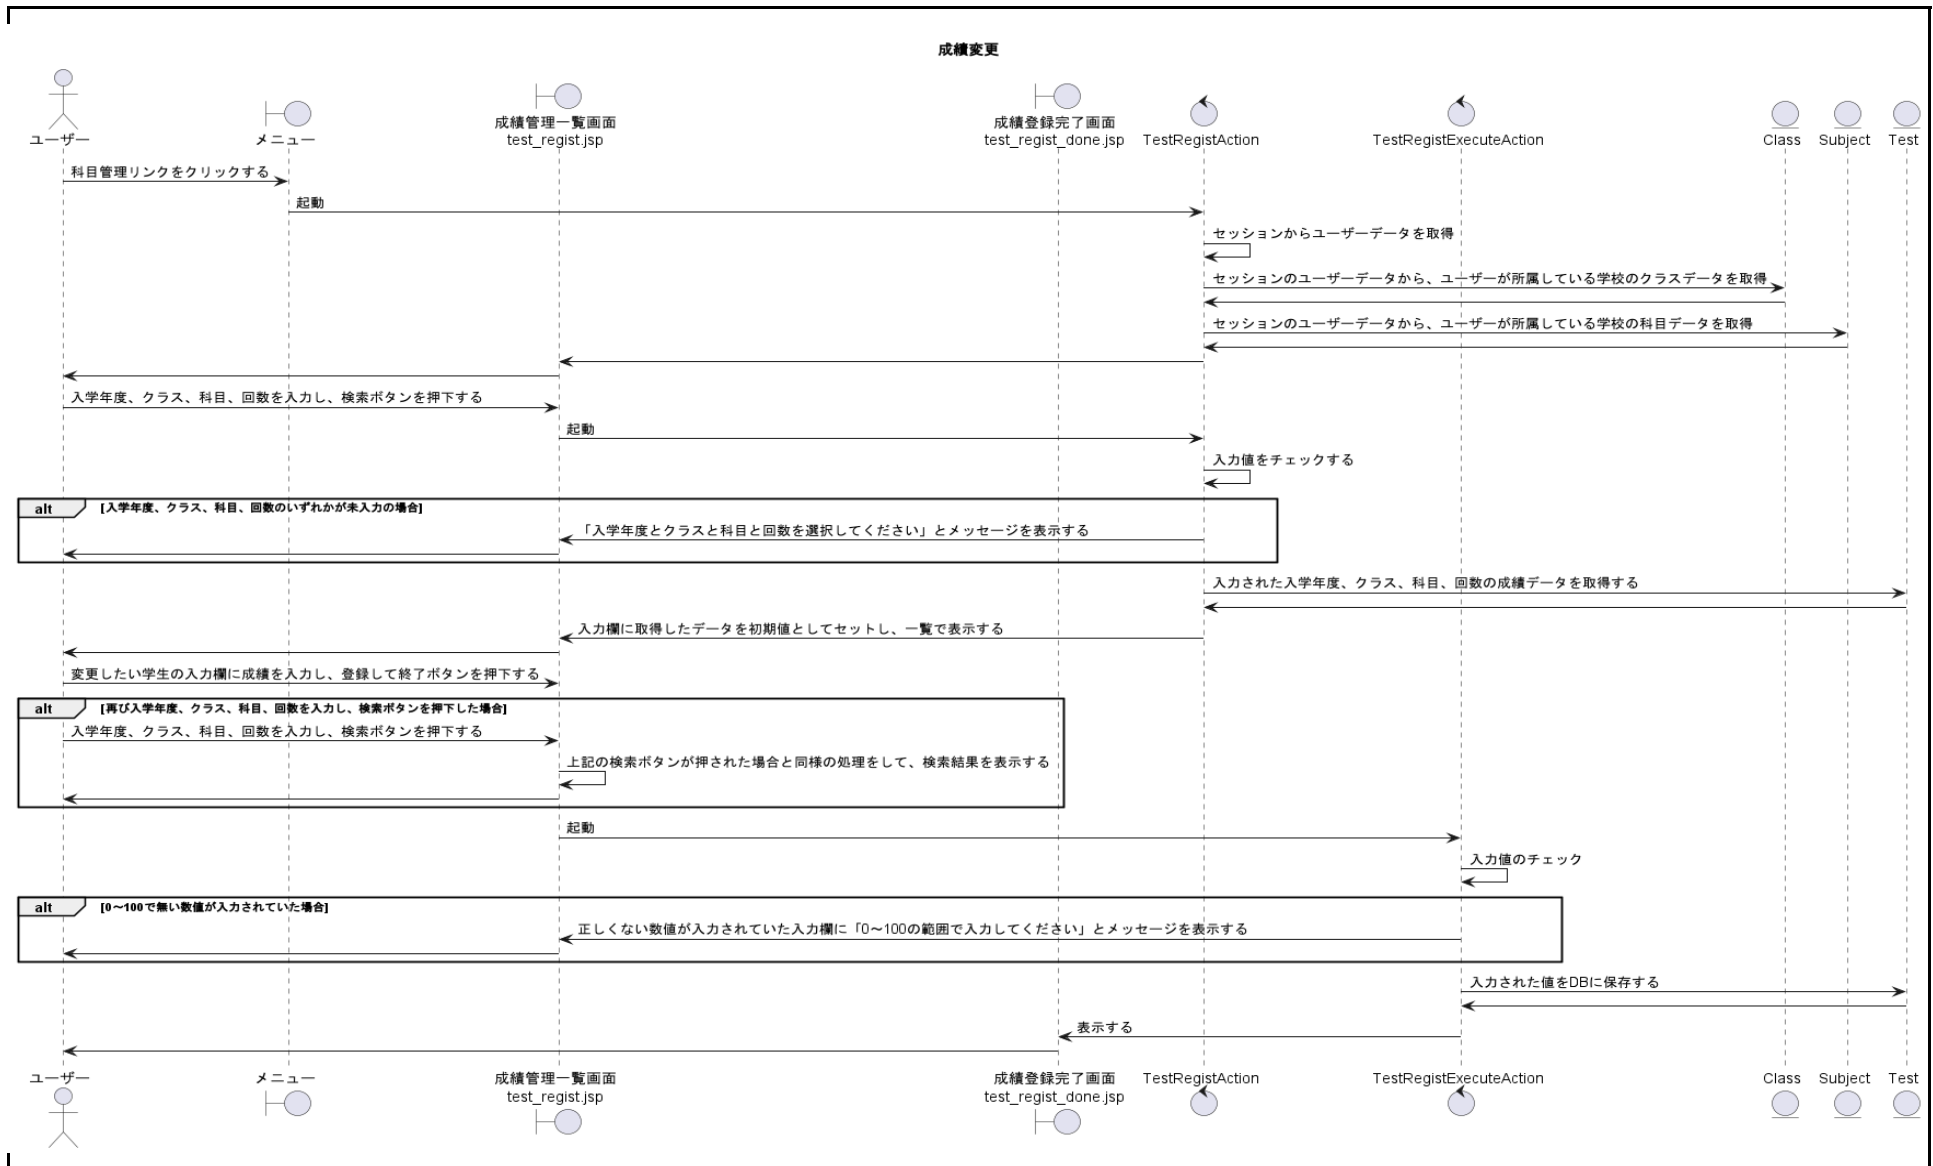 成績変更
ユーザー
メニュー
成績管理一覧画面
test_regist.jsp
成績登録完了画面
test_regist_done.jsp
TestRegistAction
TestRegistExecuteAction
Class
Subject
Test
科目管理リンクをクリックする
起動
セッションからユーザーデータを取得
セッションのユーザーデータから、ユーザーが所属している学校のクラスデータを取得
セッションのユーザーデータから、ユーザーが所属している学校の科目データを取得
入学年度、クラス、科目、回数を入力し、検索ボタンを押下する
起動
入力値をチェックする
alt [入学年度、クラス、科目、回数のいずれかが未入力の場合]
「入学年度とクラスと科目と回数を選択してください」とメッセージを表示する
入力された入学年度、クラス、科目、回数の成績データを取得する
入力欄に取得したデータを初期値としてセットし、一覧で表示する
変更したい学生の入力欄に成績を入力し、登録して終了ボタンを押下する
alt [再び入学年度、クラス、科目、回数を入力し、検索ボタンを押下した場合]
入学年度、クラス、科目、回数を入力し、検索ボタンを押下する
上記の検索ボタンが押された場合と同様の処理をして、検索結果を表示する
起動
入力値のチェック
alt [0～100で無い数値が入力されていた場合]
正しくない数値が入力されていた入力欄に「0～100の範囲で入力してください」とメッセージを表示する
入力された値をDBに保存する
表示する
ユーザー
メニュー
成績管理一覧画面
test_regist.jsp
成績登録完了画面
test_regist_done.jsp
TestRegistAction
TestRegistExecuteAction
Class
Subject
Test